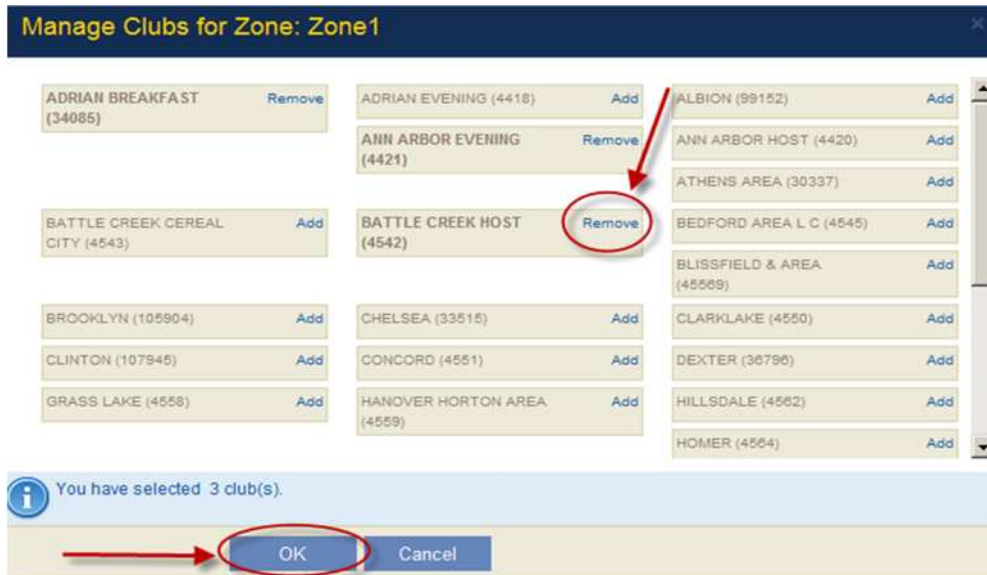 Manage Clubs for Zone: Zone1
×
ADRIAN BREAKFAST
(34085)
Remove
ADRIAN EVENING (4418)
Add
ALBION (99152)
Add
ANN ARBOR EVENING
(4421)
Remove
ANN ARBOR HOST (4420)
Add
ATHENS AREA (30337)
Add
BATTLE CREEK CEREAL
CITY (4543)
Add
BATTLE CREEK HOST
(4542)
Remove
BEDFORD AREA L C (4545)
Add
BLISSFIELD & AREA
(45569)
Add
BROOKLYN (105904)
Add
CHELSEA (33515)
Add
CLARKLAKE (4550)
Add
CLINTON (107945)
Add
CONCORD (4551)
Add
DEXTER (36796)
Add
GRASS LAKE (4558)
Add
HANOVER HORTON AREA
(4559)
Add
HILLSDALE (4562)
Add
HOMER (4564)
Add
i
You have selected 3 club(s).
OK
Cancel